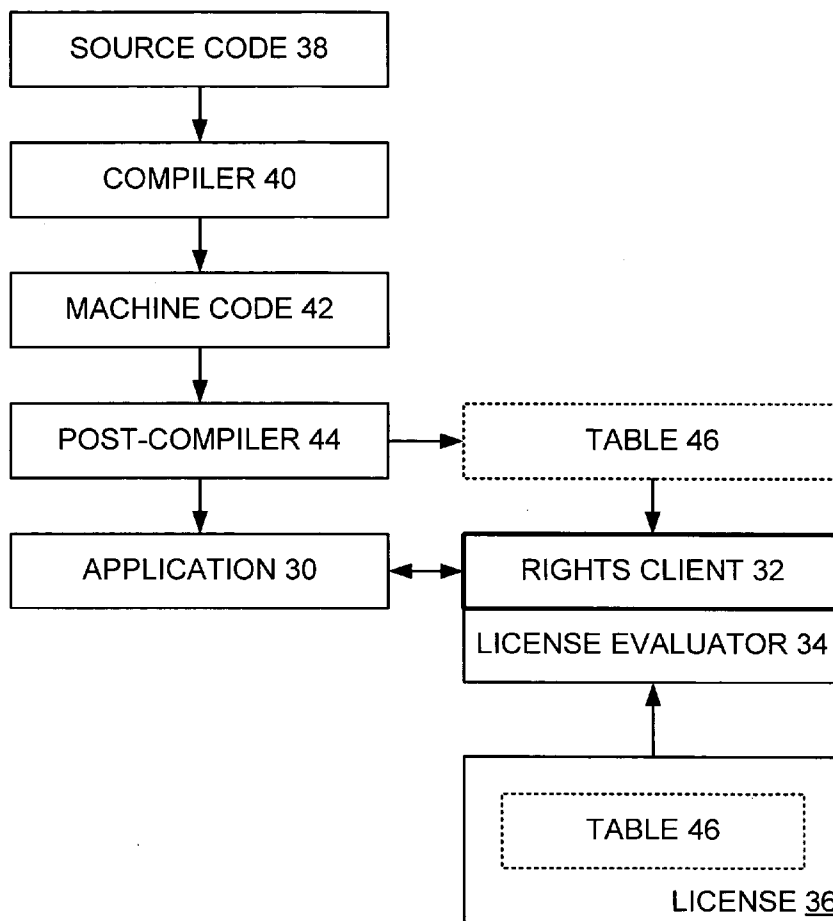 SOURCE CODE 38
COMPILER 40
MACHINE CODE 42
POST-COMPILER 44
TABLE 46
APPLICATION 30
RIGHTS CLIENT 32
LICENSE EVALUATOR 34
TABLE 46
LICENSE 36